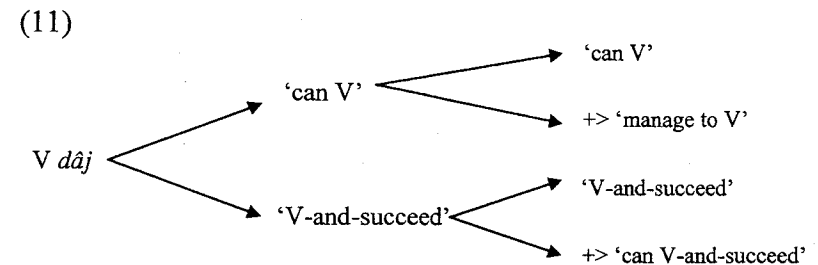 (11)
‘can V’
‘can V’
+> ‘manage to V’
V dâj
‘V-and-succeed’
‘V-and-succeed’
+> ‘can V-and-succeed’